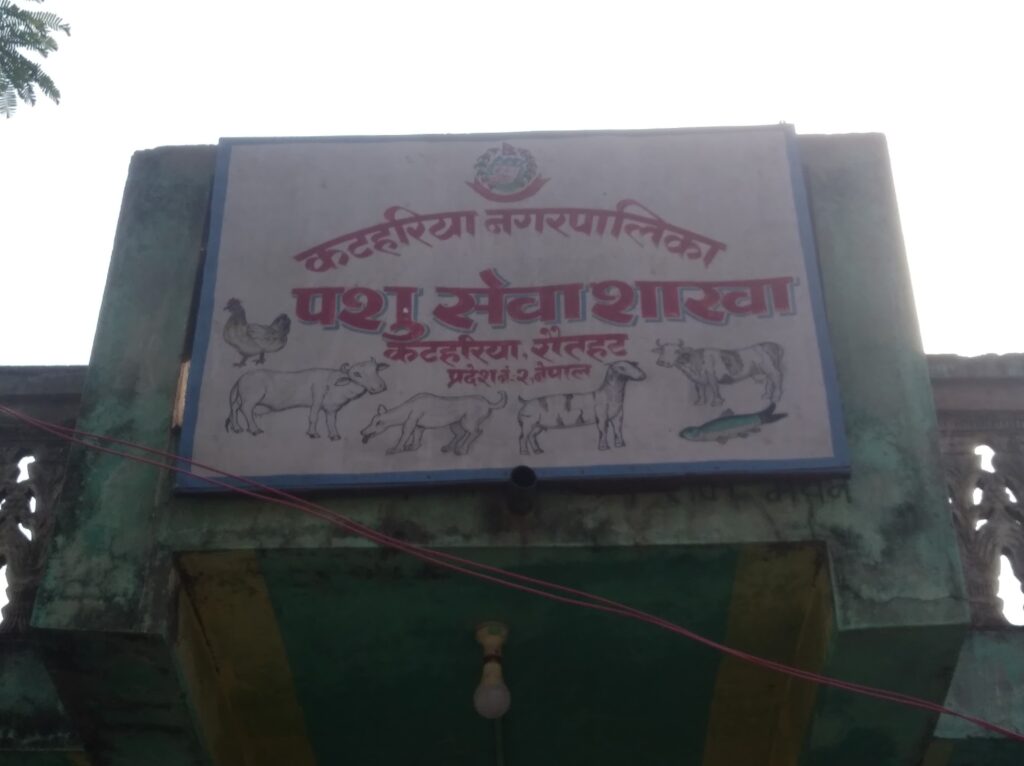 कटहरिया नगरपालिका
पशु सेवा शाखा
कटहरिया, रौतहट
प्रदेश नं. २, नेपाल